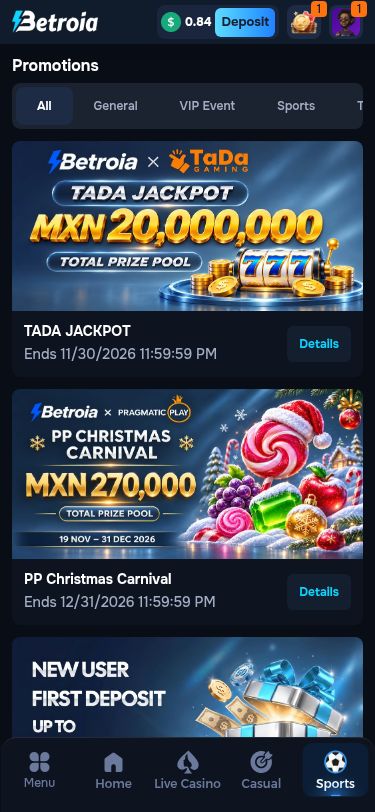 Betroia
$ 0.84 Deposit
1
1
Promotions
All General VIP Event Sports T
Betroia × TaDa GAMING
TADA JACKPOT
MXN 20,000,000
TOTAL PRIZE POOL
777
TADA JACKPOT
Ends 11/30/2026 11:59:59 PM
Details
Betroia × PRAGMATIC PLAY
PP CHRISTMAS
CARNIVAL
MXN 270,000
TOTAL PRIZE POOL
19 NOV – 31 DEC 2026
PP Christmas Carnival
Ends 12/31/2026 11:59:59 PM
Details
NEW USER
FIRST DEPOSIT
UP TO
Menu Home Live Casino Casual Sports